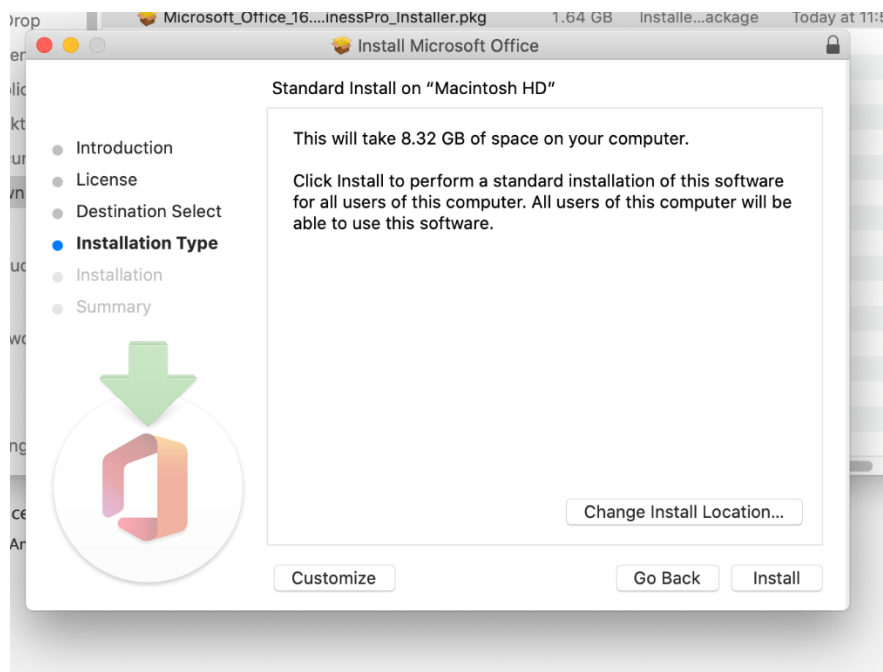 Microsoft_Office_16....inessPro_Installer.pkg 1.64 GB Installe...ackage Today at 11:5
Install Microsoft Office
Standard Install on “Macintosh HD”
Introduction
License
Destination Select
Installation Type
Installation
Summary
This will take 8.32 GB of space on your computer.
Click Install to perform a standard installation of this software
for all users of this computer. All users of this computer will be
able to use this software.
Change Install Location...
Customize
Go Back
Install